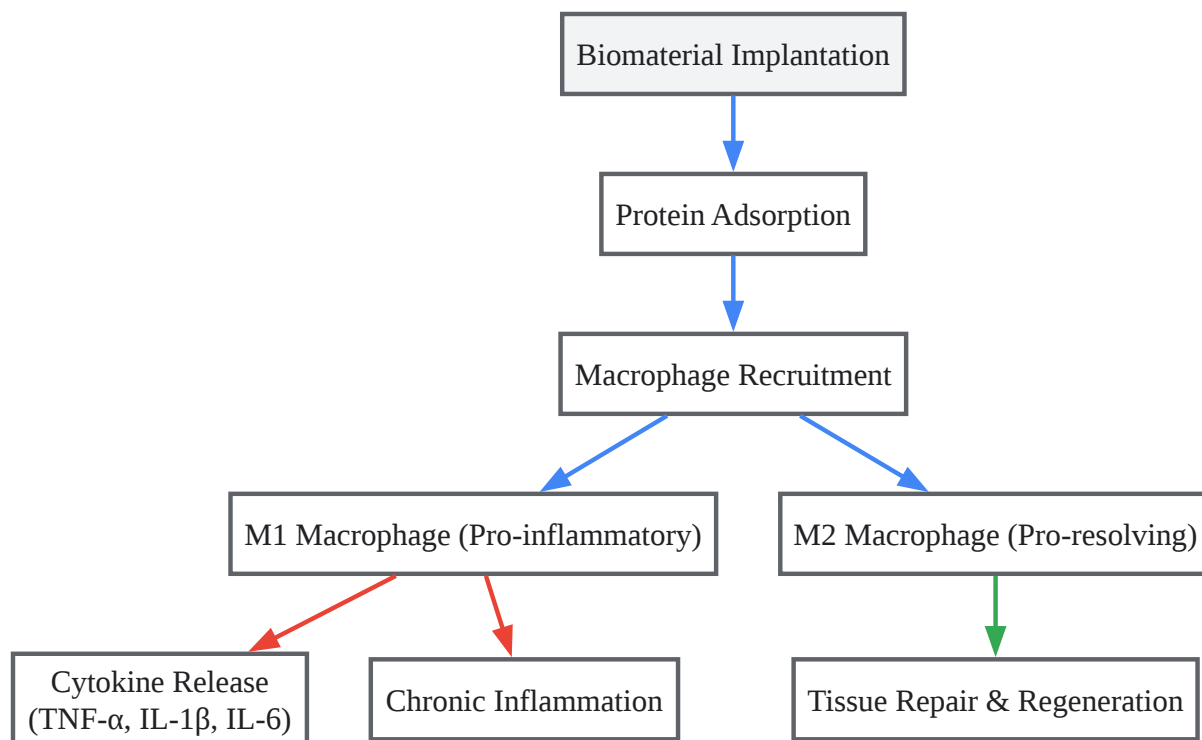 Biomaterial Implantation
Protein Adsorption
Macrophage Recruitment
M1 Macrophage (Pro-inflammatory)
M2 Macrophage (Pro-resolving)
Cytokine Release
(TNF-α, IL-1β, IL-6)
Chronic Inflammation
Tissue Repair & Regeneration